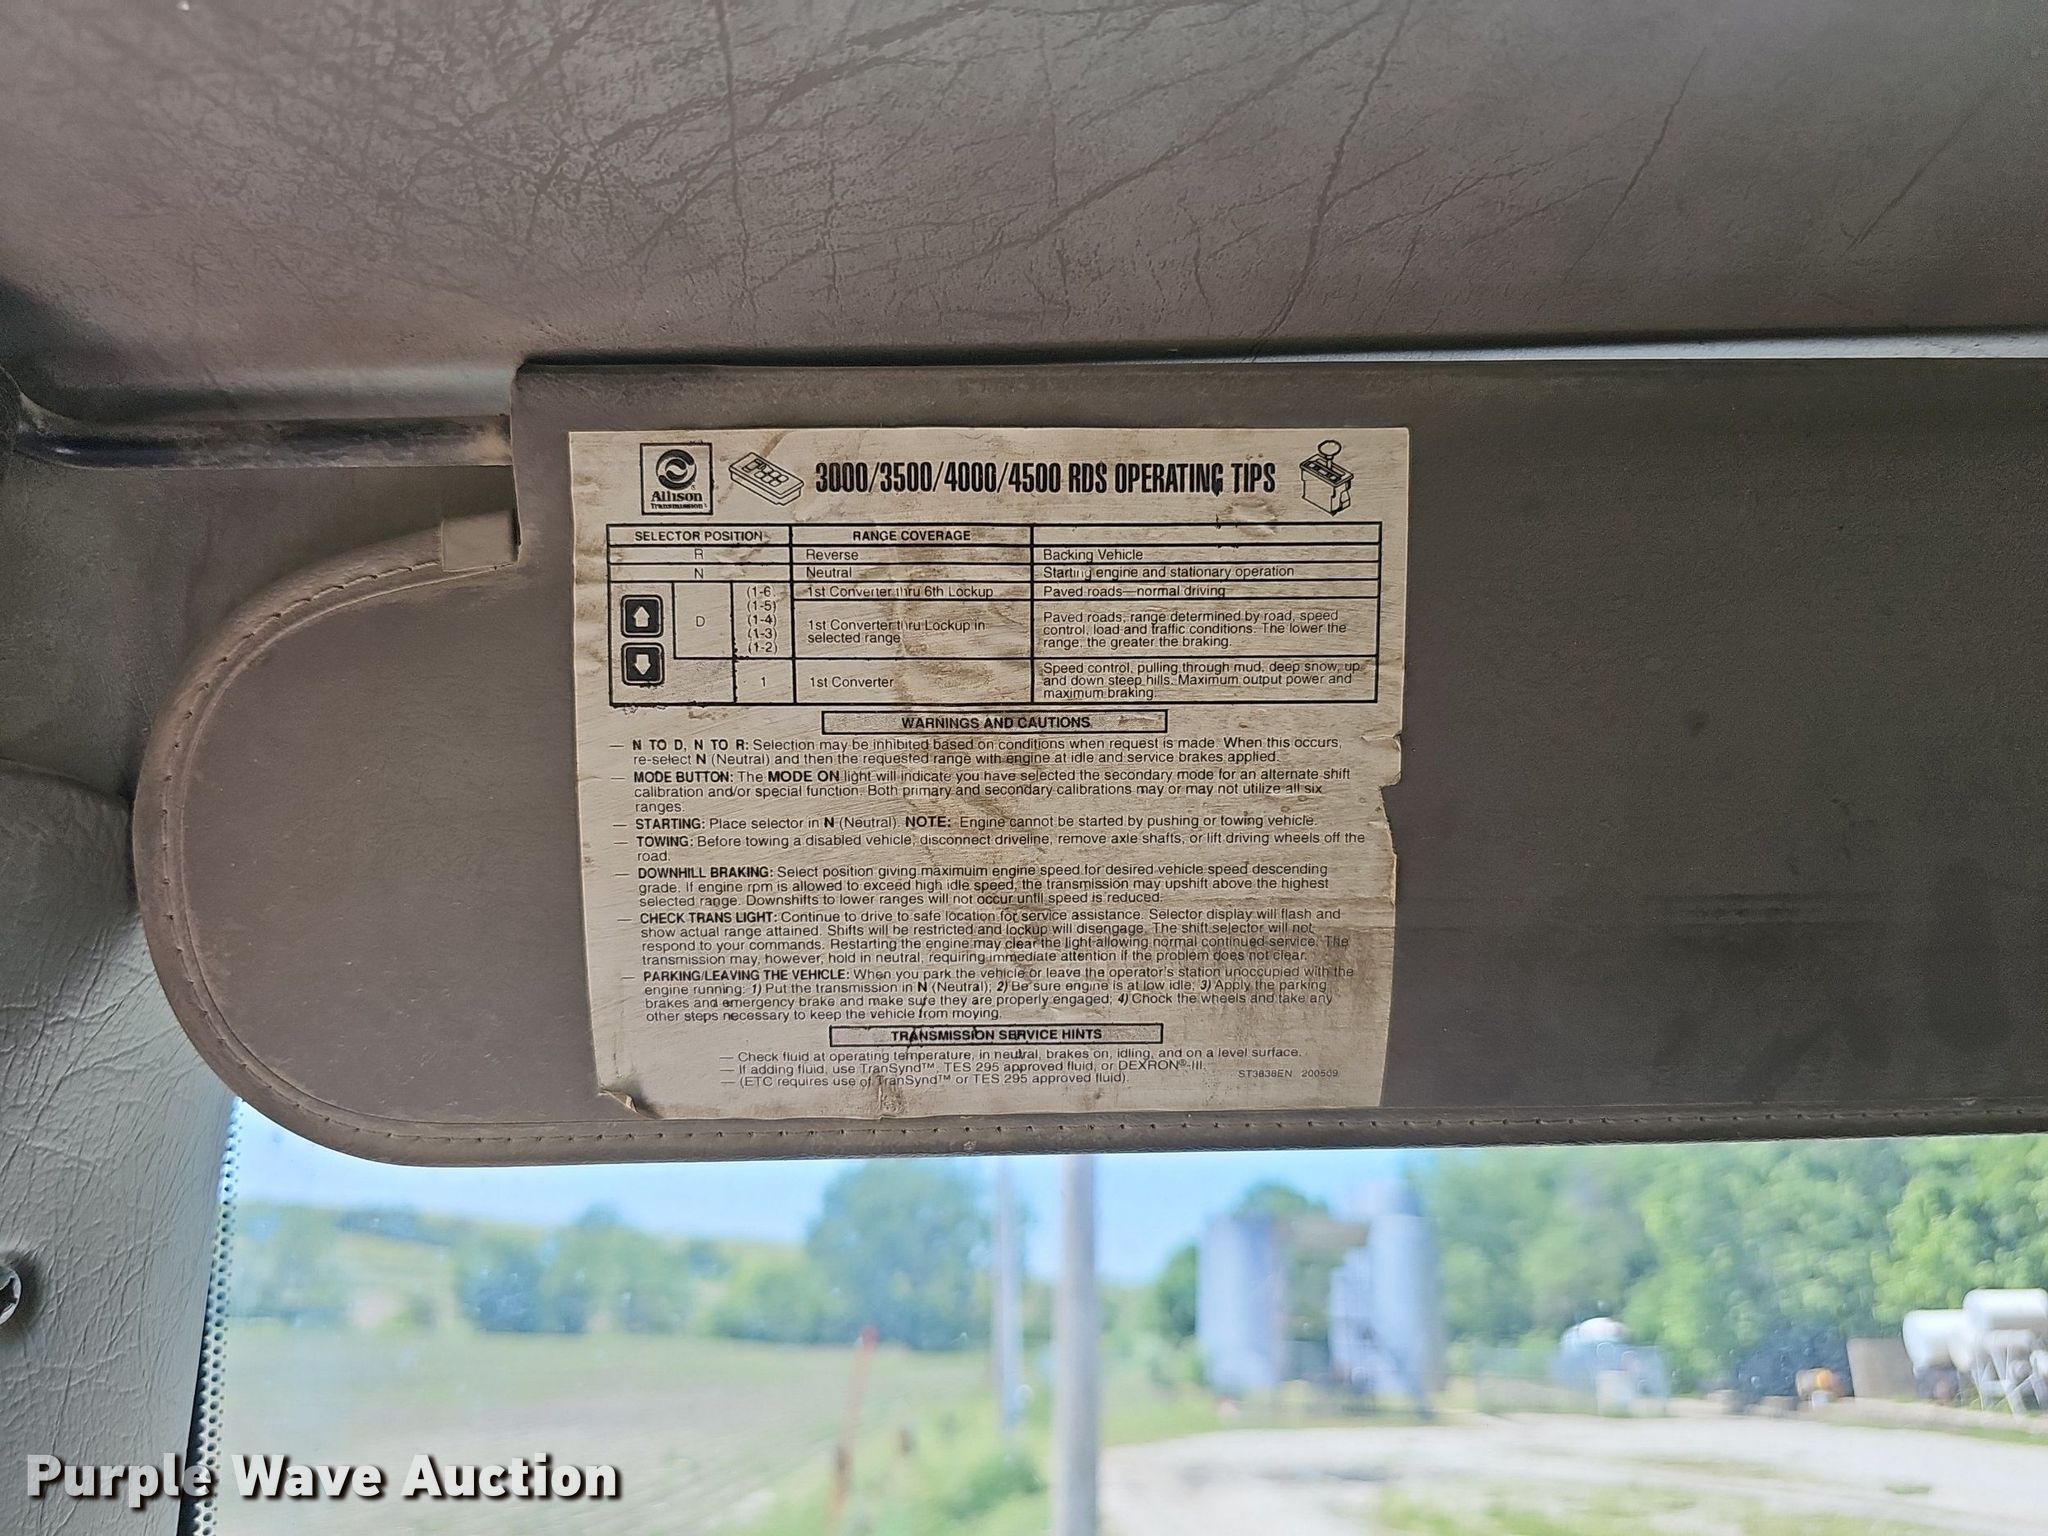 Allison
Transmission
3000/3500/4000/4500 RDS OPERATING TIPS
SELECTOR POSITION RANGE COVERAGE
R Reverse Backing Vehicle
N Neutral Starting engine and stationary operation
D
(1-6) 1st Converter thru 6th Lockup Paved roads—normal driving
(1-5)
(1-4)
(1-3)
(1-2)
1st Converter thru Lockup in
selected range
Paved roads, range determined by road, speed
control, load and traffic conditions. The lower the
range, the greater the braking.
1 1st Converter
Speed control, pulling through mud, deep snow, up
and down steep hills. Maximum output power and
maximum braking.
WARNINGS AND CAUTIONS
— N TO D, N TO R: Selection may be inhibited based on conditions when request is made. When this occurs,
re-select N (Neutral) and then the requested range with engine at idle and service brakes applied.
— MODE BUTTON: The MODE ON light will indicate you have selected the secondary mode for an alternate shift
calibration and/or special function. Both primary and secondary calibrations may or may not utilize all six
ranges.
— STARTING: Place selector in N (Neutral). NOTE: Engine cannot be started by pushing or towing vehicle.
— TOWING: Before towing a disabled vehicle, disconnect driveline, remove axle shafts, or lift driving wheels off the
road.
— DOWNHILL BRAKING: Select position giving maximuim engine speed for desired vehicle speed descending
grade. If engine rpm is allowed to exceed high idle speed, the transmission may upshift above the highest
selected range. Downshifts to lower ranges will not occur until speed is reduced.
— CHECK TRANS LIGHT: Continue to drive to safe location for service assistance. Selector display will flash and
show actual range attained. Shifts will be restricted and lockup will disengage. The shift selector will not
respond to your commands. Restarting the engine may clear the light allowing normal continued service. The
transmission may, however, hold in neutral, requiring immediate attention if the problem does not clear.
— PARKING/LEAVING THE VEHICLE: When you park the vehicle or leave the operator's station unoccupied with the
engine running: 1) Put the transmission in N (Neutral); 2) Be sure engine is at low idle; 3) Apply the parking
brakes and emergency brake and make sure they are properly engaged; 4) Chock the wheels and take any
other steps necessary to keep the vehicle from moving.
TRANSMISSION SERVICE HINTS
— Check fluid at operating temperature, in neutral, brakes on, idling, and on a level surface.
— If adding fluid, use TranSynd™, TES 295 approved fluid, or DEXRON®-III.
— (ETC requires use of TranSynd™ or TES 295 approved fluid).
ST3838EN 200509
Purple Wave Auction